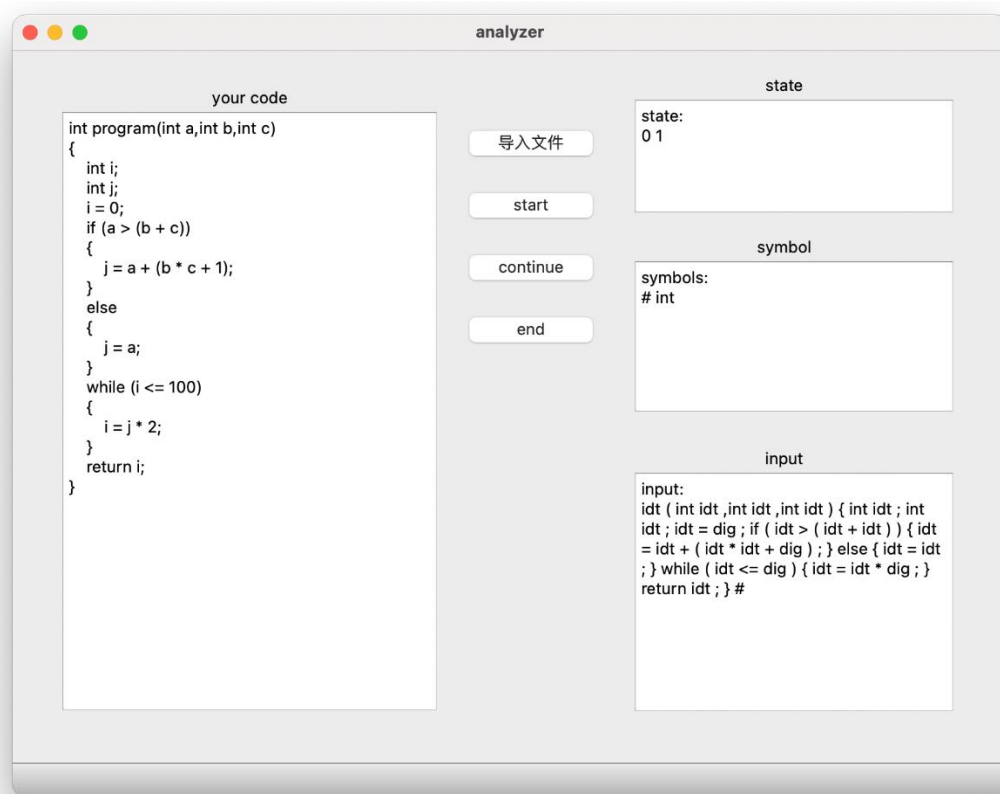 analyzer
your code
int program(int a,int b,int c)
{
int i;
int j;
i = 0;
if (a > (b + c))
{
j = a + (b * c + 1);
}
else
{
j = a;
}
while (i <= 100)
{
i = j * 2;
}
return i;
}
导入文件
start
continue
end
state
state:
0 1
symbol
symbols:
# int
input
input:
idt ( int idt ,int idt ,int idt ) { int idt ; int
idt ; idt = dig ; if ( idt > ( idt + idt ) ) { idt
= idt + ( idt * idt + dig ) ; } else { idt = idt
; } while ( idt <= dig ) { idt = idt * dig ; }
return idt ; } #